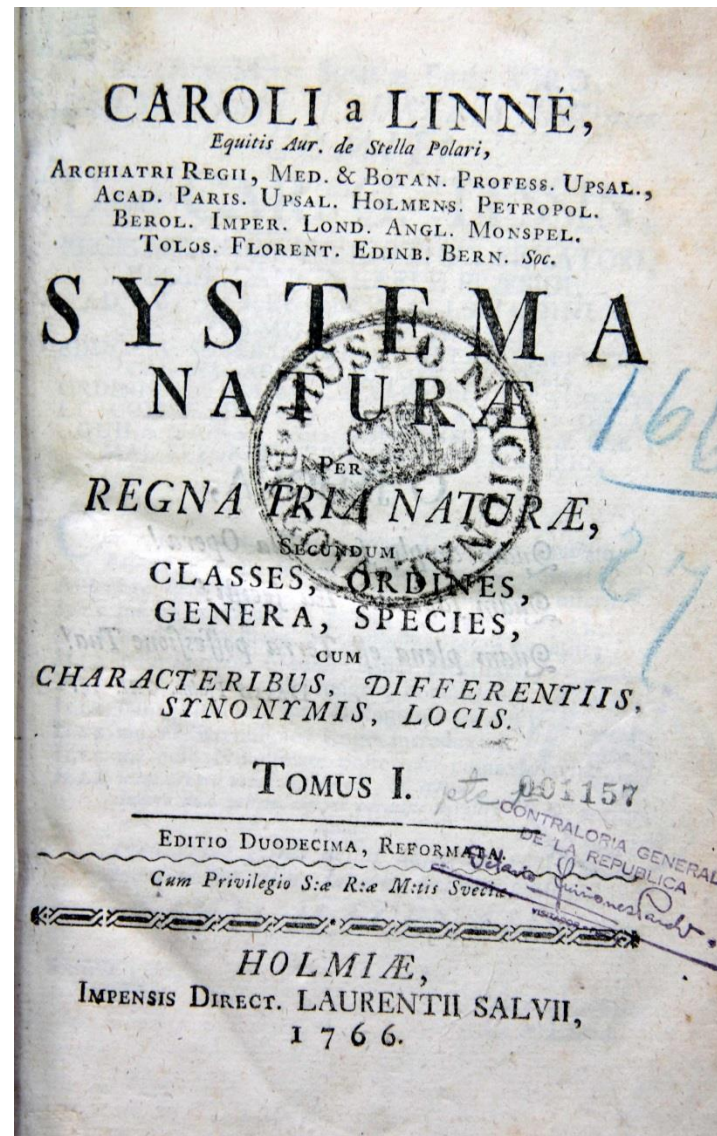 CAROLI a LINNÉ,
Equitis Aur. de Stella Polari,
Archiatri Regii, Med. & Botan. Profess. Upsal.,
Acad. Paris. Upsal. Holmens. Petropol.
Berol. Imper. Lond. Angl. Monspel.
Tolos. Florent. Edinb. Bern. Soc.
SYSTEMA
NATURÆ
MUSEO NACIONAL
Per
REGNA TRIA NATURÆ,
Secundum
CLASSES, ORDINES,
GENERA, SPECIES,
cum
CHARACTERIBUS, DIFFERENTIIS,
SYNONYMIS, LOCIS.
Tomus I.
001157
CONTRALORIA GENERAL
DE LA REPUBLICA
Editio Duodecima, Reformata.
Cum Privilegio S:æ R:æ M:tis Sveciæ.
HOLMIÆ,
Impensis Direct. LAURENTII SALVII,
1766.